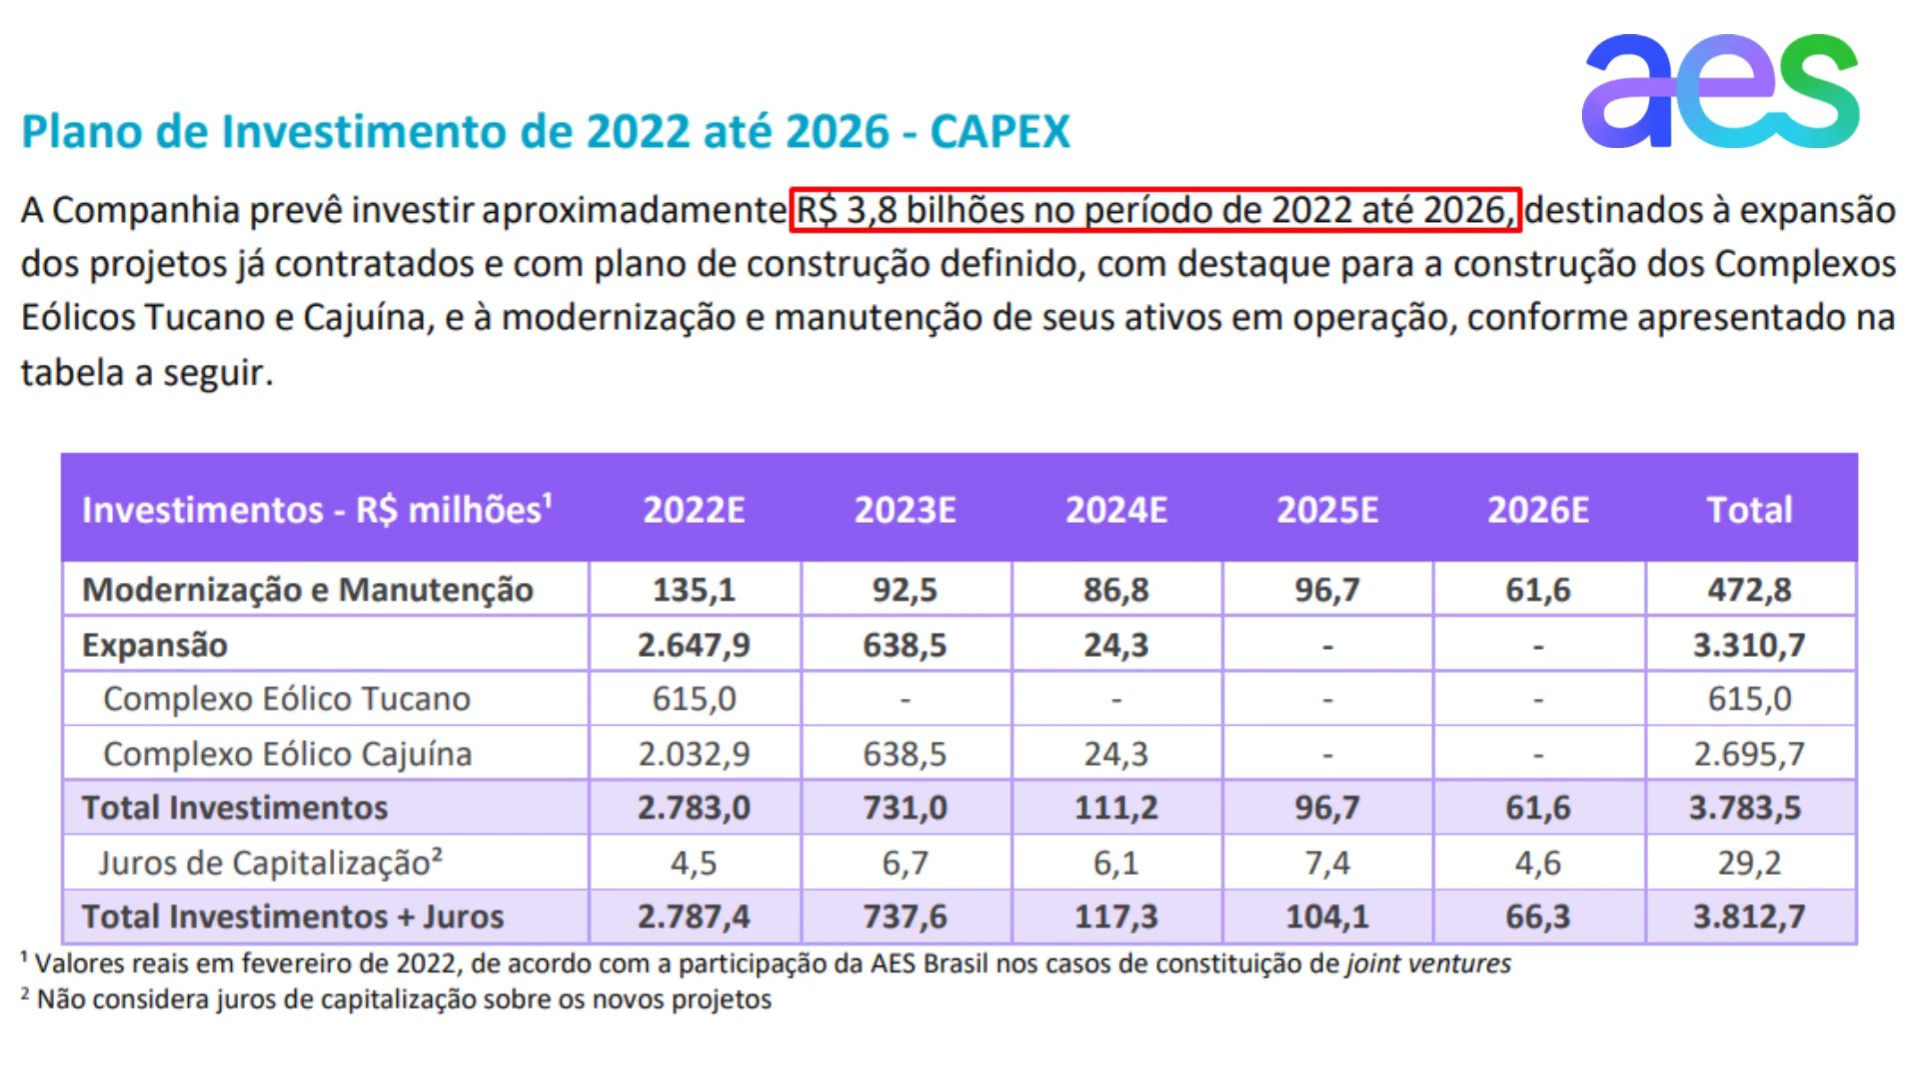 aes
Plano de Investimento de 2022 até 2026 - CAPEX
A Companhia prevê investir aproximadamente R$ 3,8 bilhões no período de 2022 até 2026, destinados à expansão
dos projetos já contratados e com plano de construção definido, com destaque para a construção dos Complexos
Eólicos Tucano e Cajuína, e à modernização e manutenção de seus ativos em operação, conforme apresentado na
tabela a seguir.
Investimentos - R$ milhões¹ 2022E 2023E 2024E 2025E 2026E Total
Modernização e Manutenção 135,1 92,5 86,8 96,7 61,6 472,8
Expansão 2.647,9 638,5 24,3 - - 3.310,7
Complexo Eólico Tucano 615,0 - - - - 615,0
Complexo Eólico Cajuína 2.032,9 638,5 24,3 - - 2.695,7
Total Investimentos 2.783,0 731,0 111,2 96,7 61,6 3.783,5
Juros de Capitalização² 4,5 6,7 6,1 7,4 4,6 29,2
Total Investimentos + Juros 2.787,4 737,6 117,3 104,1 66,3 3.812,7
¹ Valores reais em fevereiro de 2022, de acordo com a participação da AES Brasil nos casos de constituição de joint ventures
² Não considera juros de capitalização sobre os novos projetos